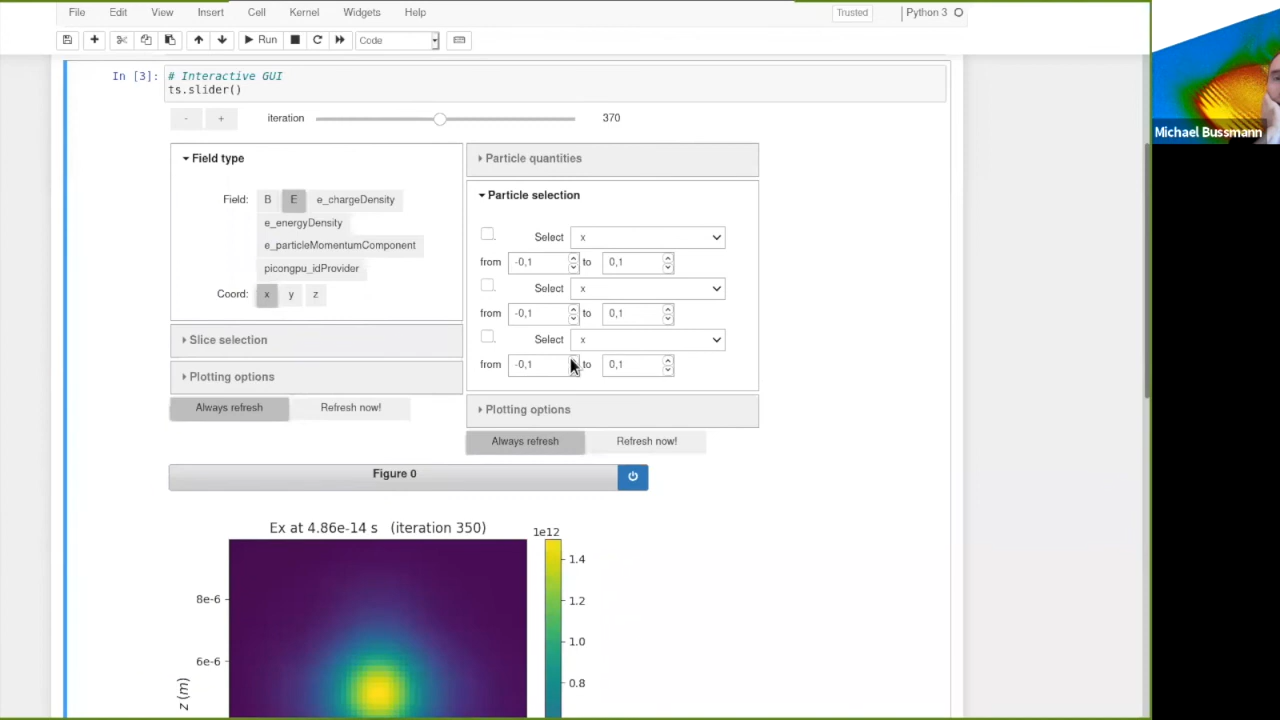 File Edit View Insert Cell Kernel Widgets Help Trusted Python 3
Run Code
In [3]: # Interactive GUI
ts.slider()
- + iteration 370
Field type
Field: B E e_chargeDensity
e_energyDensity
e_particleMomentumComponent
picongpu_idProvider
Coord: x y z
Slice selection
Plotting options
Always refresh Refresh now!
Particle quantities
Particle selection
Select x
from -0,1 to 0,1
Select x
from -0,1 to 0,1
Select x
from -0,1 to 0,1
Plotting options
Always refresh Refresh now!
Figure 0
Ex at 4.86e-14 s (iteration 350)
1e12
1.4
8e-6
1.2
1.0
6e-6
0.8
z (m)
Michael Bussmann